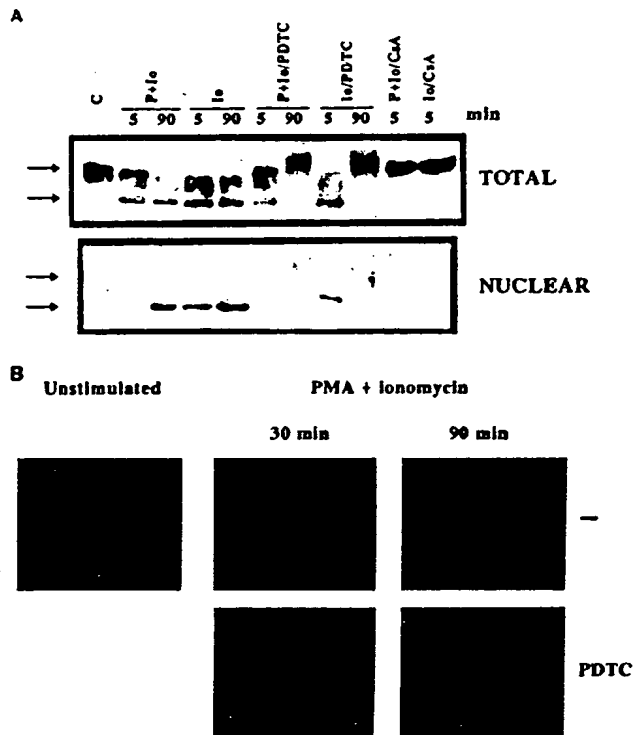 A
C
P+Io
Io
P+Io/PDTC
Io/PDTC
P+Io/CsA
Io/CsA
5 90 5 90 5 90 5 90 5 5 min
TOTAL
NUCLEAR
B
Unstimulated
PMA + ionomycin
30 min 90 min
–
PDTC